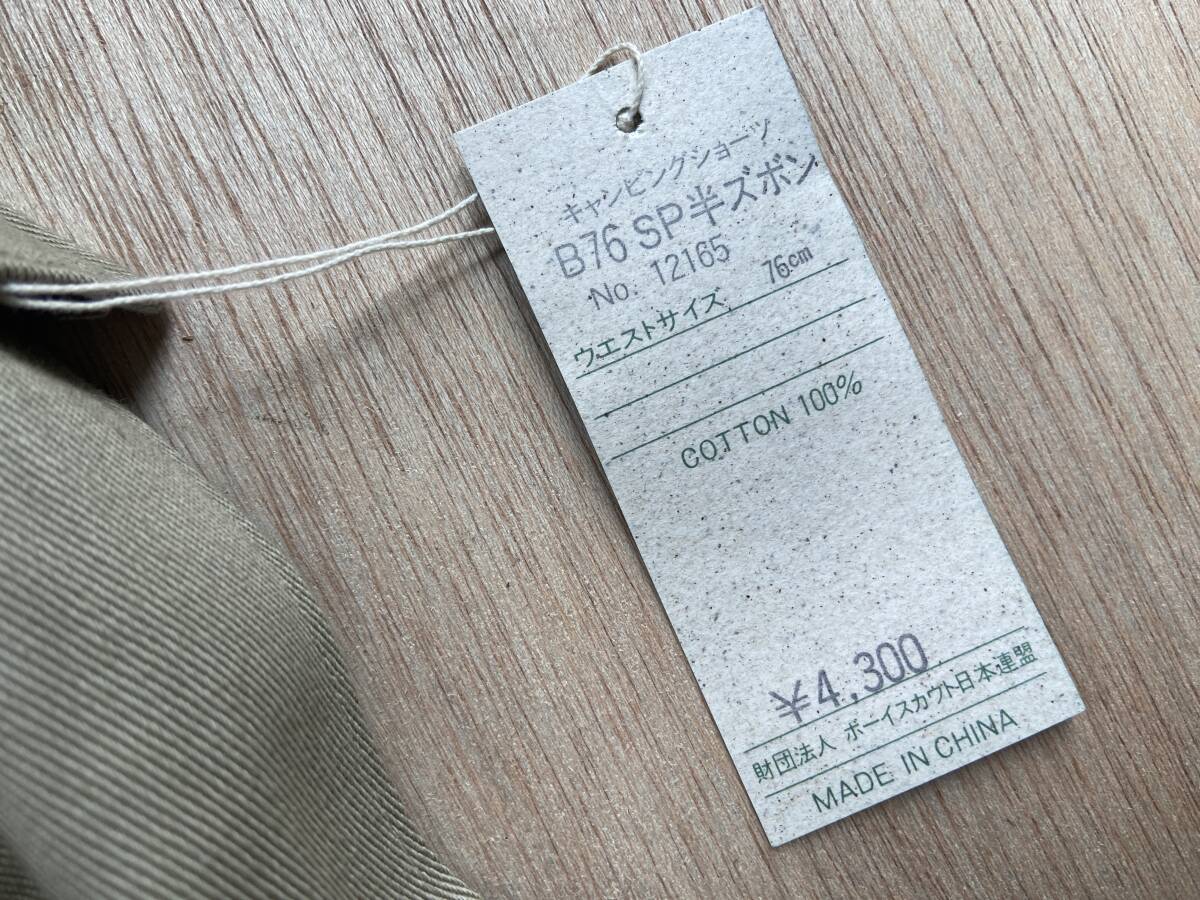 キャンピングショーツ
B76 SP半ズボン
No. 12165
ウエストサイズ 76cm
COTTON 100%
¥4,300
財団法人 ボーイスカウト日本連盟
MADE IN CHINA